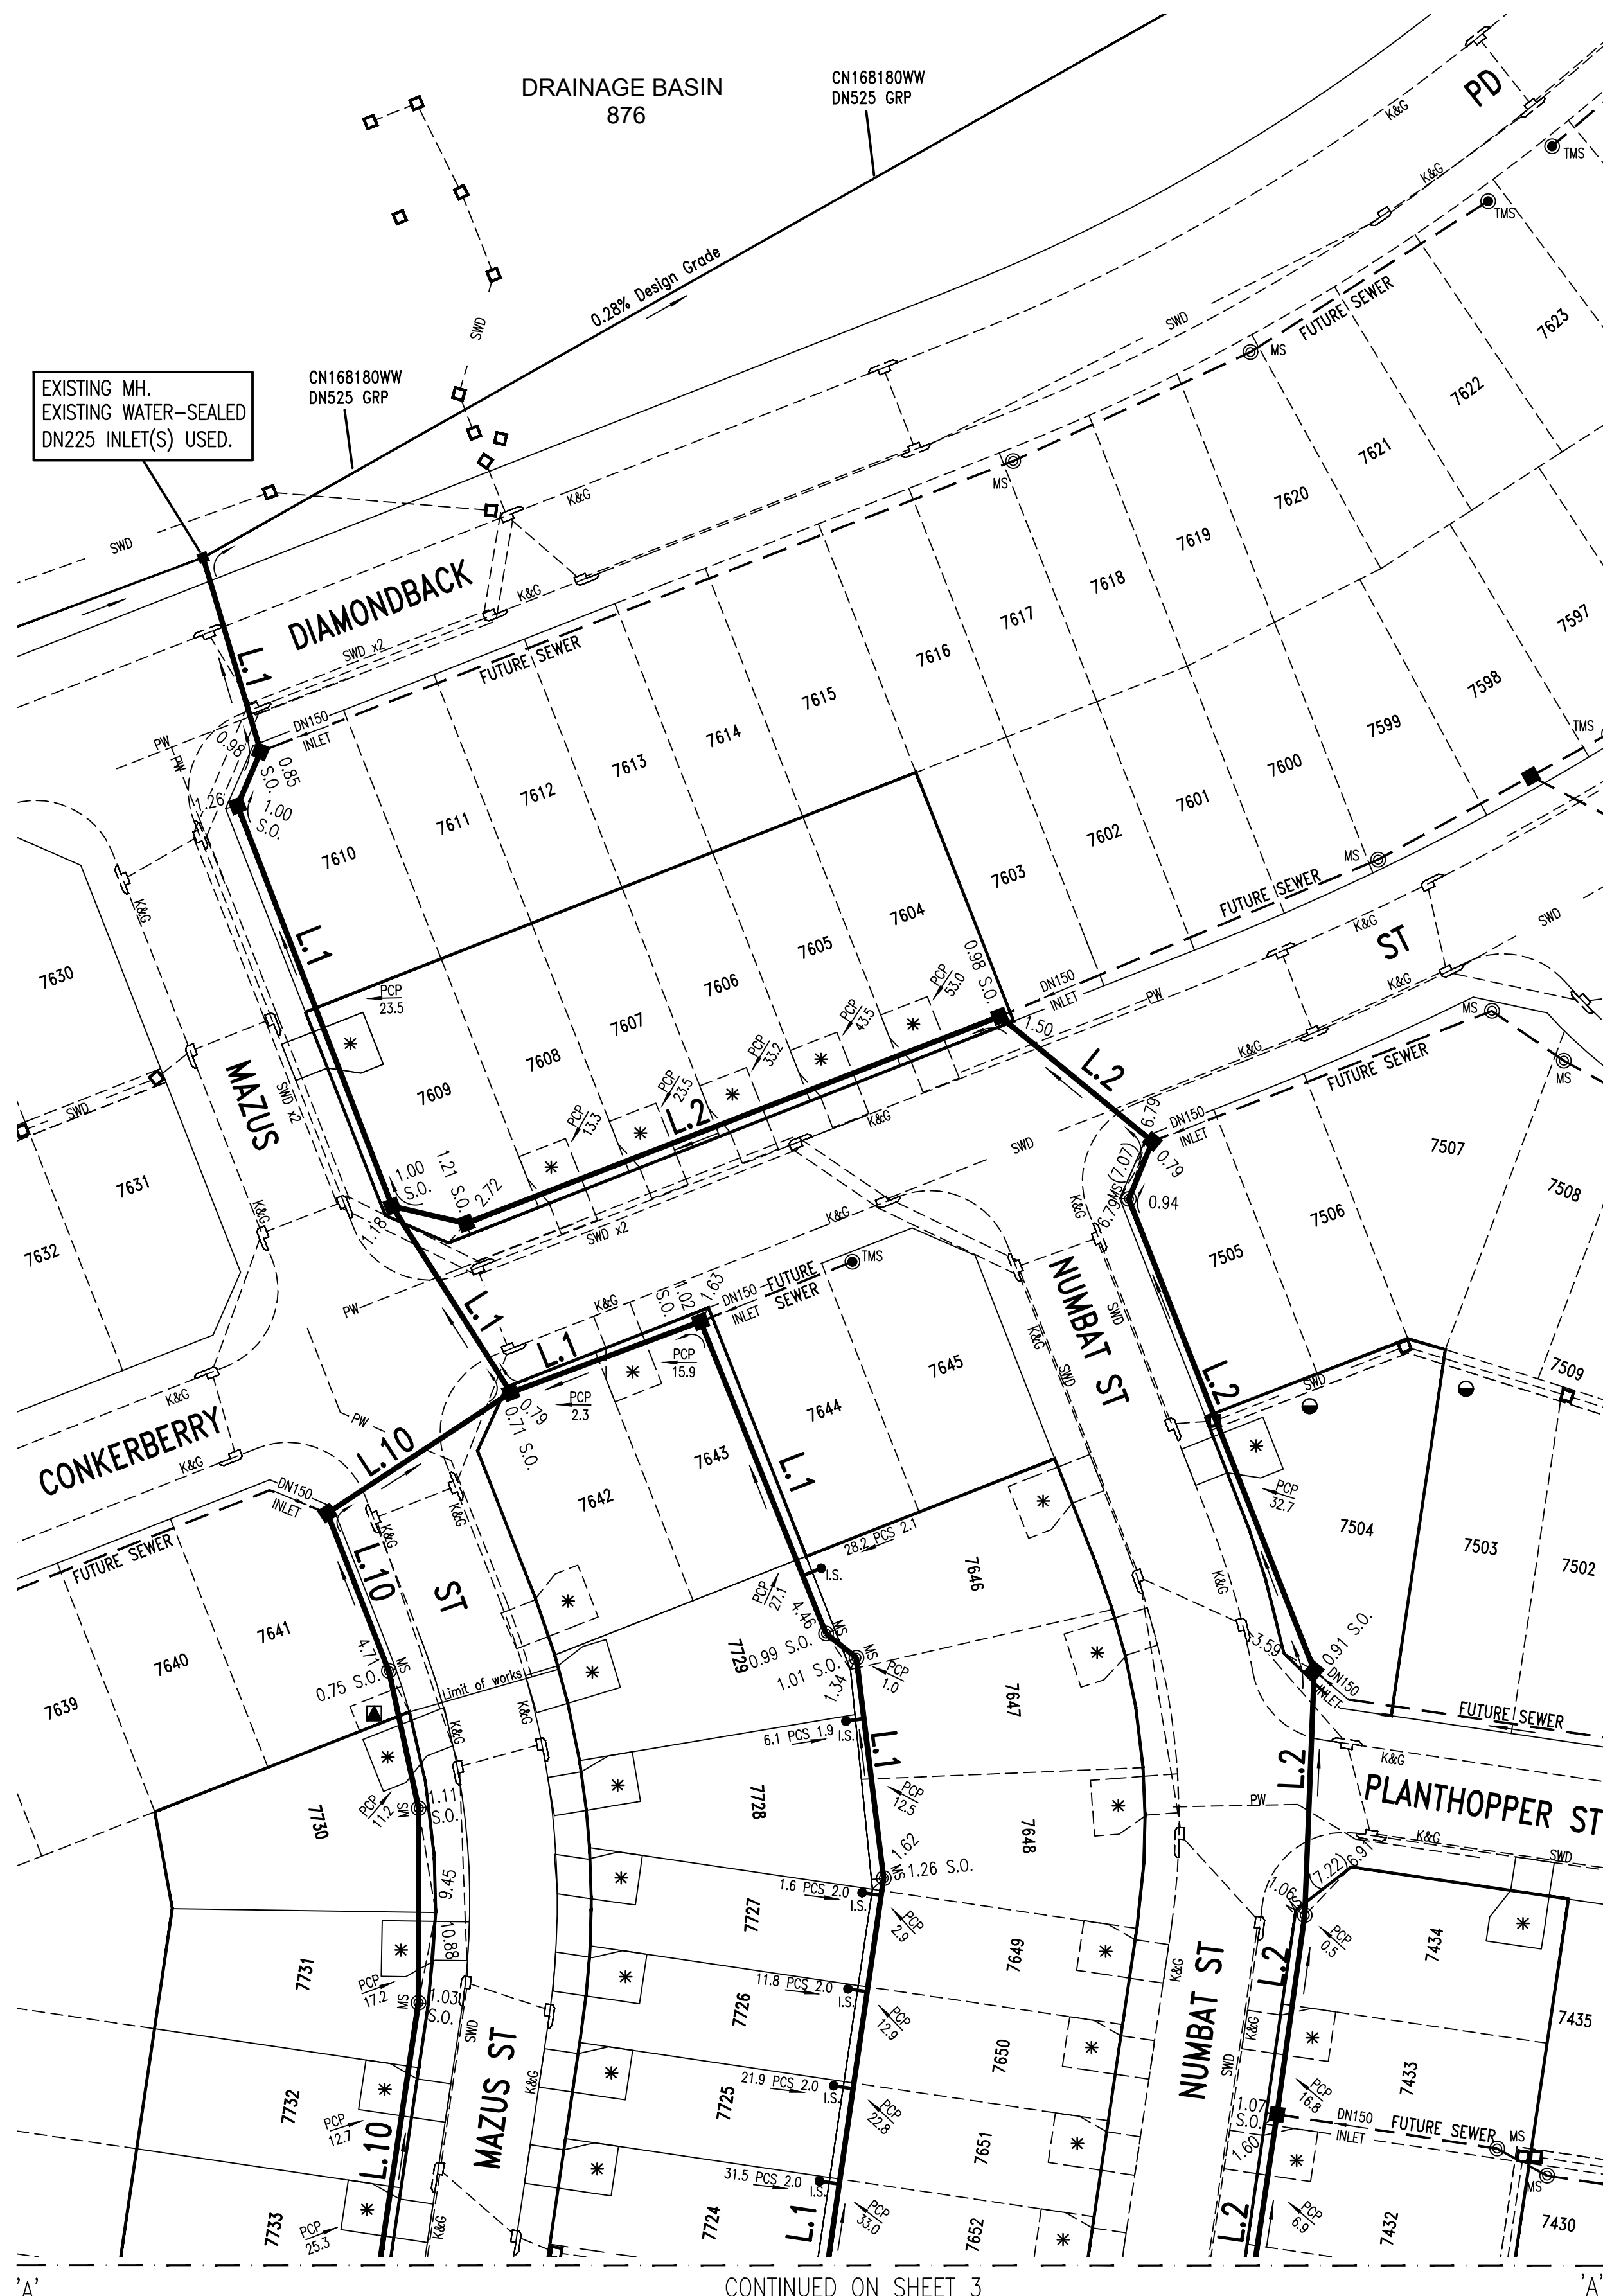 DRAINAGE BASIN
876
CN168180WW
DN525 GRP
PD
K&G
K&G
TMS
TMS
SWD
0.28% Design Grade
SWD
FUTURE SEWER
7623
EXISTING MH.
EXISTING WATER-SEALED
DN225 INLET(S) USED.
CN168180WW
DN525 GRP
MS
7622
7621
MS
7620
K&G
7619
SWD
7618
DIAMONDBACK
K&G
7617
7597
L.1
SWD x2
FUTURE SEWER
7616
7598
7615
7599
DN150
INLET
7614
7600
TMS
PW
PW
0.98
0.85
S.O.
7613
7601
1.26
1.00
S.O.
7612
7602
7611
MS
7610
7603
FUTURE SEWER
K&G
K&G
7604
SWD
L.1
7605
ST
7630
0.98 S.O.
PCP
23.5
7606
PCP
53.0
DN150
INLET
K&G
7607
PCP
43.5
1.50
PW
MS
MAZUS
7608
PCP
33.2
K&G
L.2
FUTURE SEWER
MS
SWD
SWD x2
7609
PCP
23.5
L.2
PCP
13.3
K&G
6.79
DN150
INLET
SWD
7507
7631
1.00
S.O.
1.21 S.O.
2.72
0.79
6.79
MS(7.07)
0.94
7508
K&G
1.18
K&G
7506
7632
SWD x2
K&G
7505
NUMBAT ST
SWD
PW
L.1
K&G
1.02
S.O.
1.63
DN150
INLET
FUTURE
SEWER
TMS
L.1
PCP
15.9
7645
K&G
SWD
7509
K&G
PCP
2.3
L.2
SWD
0.79
0.71 S.O.
7644
CONKERBERRY
K&G
PW
L.10
7643
L.1
DN150
INLET
K&G
7642
PCP
32.7
7504
7503
7502
FUTURE SEWER
K&G
L.10
ST
28.2 PCS 2.1
I.S.
7646
K&G
7641
4.71
PCP
27.1
4.46
MS
3.59
0.91 S.O.
7640
MS
0.75 S.O.
7729
0.99 S.O.
MS
1.01 S.O.
PCP
1.0
DN150
INLET
7639
Limit of works
1.34
7647
FUTURE SEWER
K&G
K&G
6.1 PCS 1.9
I.S.
L.1
L.2
K&G
7730
PCP
11.2
MS
1.11
S.O.
7728
PCP
12.5
7648
PW
PLANTHOPPER ST
K&G
SWD
1.62
MS
1.26 S.O.
(7.22)
6.91
9.45
1.6 PCS 2.0
I.S.
1.06
MS
7727
PCP
2.9
PCP
0.5
7434
10.88
7731
7649
PCP
17.2
MS
1.03
S.O.
11.8 PCS 2.0
I.S.
K&G
L.2
7726
PCP
12.9
NUMBAT ST
7435
SWD
K&G
MAZUS ST
7650
SWD
7433
7732
K&G
21.9 PCS 2.0
I.S.
PCP
16.8
7725
PCP
22.8
1.07
S.O.
DN150
INLET
FUTURE SEWER
MS
PCP
12.7
L.10
7651
1.60
31.5 PCS 2.0
I.S.
MS
7733
PCP
25.3
K&G
7724
L.1
PCP
33.0
7652
L.2
PCP
6.9
7432
7430
'A'
CONTINUED ON SHEET 3
'A'